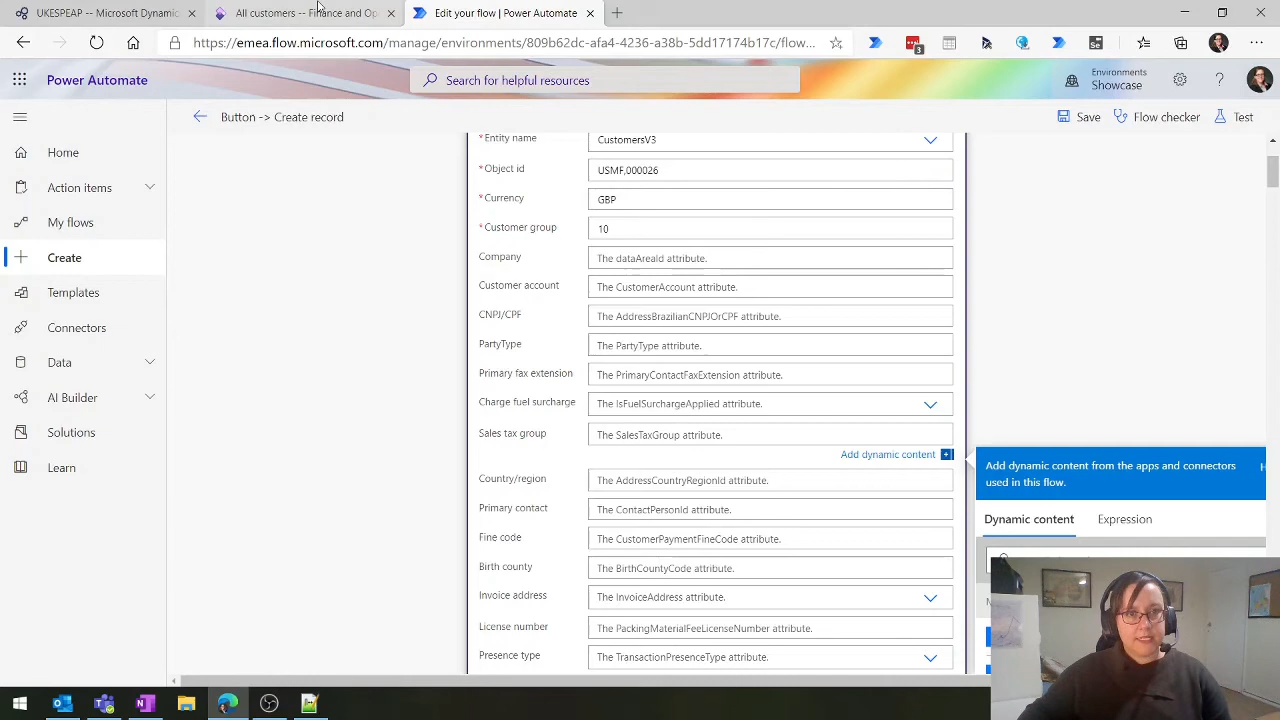 UKESPEAP -- Microsoft Dynamic
All customers -- Finance and Op
Edit your flow | Power Automate
https://emea.flow.microsoft.com/manage/environments/809b62dc-afa4-4236-a38b-5dd17174b17c/flow...
3
Power Automate
Search for helpful resources
Environments
Showcase
Button -> Create record
Save
Flow checker
Test
Home
Action items
My flows
Create
Templates
Connectors
Data
AI Builder
Solutions
Learn
* Entity name CustomersV3
* Object id USMF,000026
* Currency GBP
* Customer group 10
Company The dataAreaId attribute.
Customer account The CustomerAccount attribute.
CNPJ/CPF The AddressBrazilianCNPJOrCPF attribute.
PartyType The PartyType attribute.
Primary fax extension The PrimaryContactFaxExtension attribute.
Charge fuel surcharge The IsFuelSurchargeApplied attribute.
Sales tax group The SalesTaxGroup attribute.
Add dynamic content
Country/region The AddressCountryRegionId attribute.
Primary contact The ContactPersonId attribute.
Fine code The CustomerPaymentFineCode attribute.
Birth county The BirthCountyCode attribute.
Invoice address The InvoiceAddress attribute.
License number The PackingMaterialFeeLicenseNumber attribute.
Presence type The TransactionPresenceType attribute.
Add dynamic content from the apps and connectors
used in this flow.
H
Dynamic content
Expression